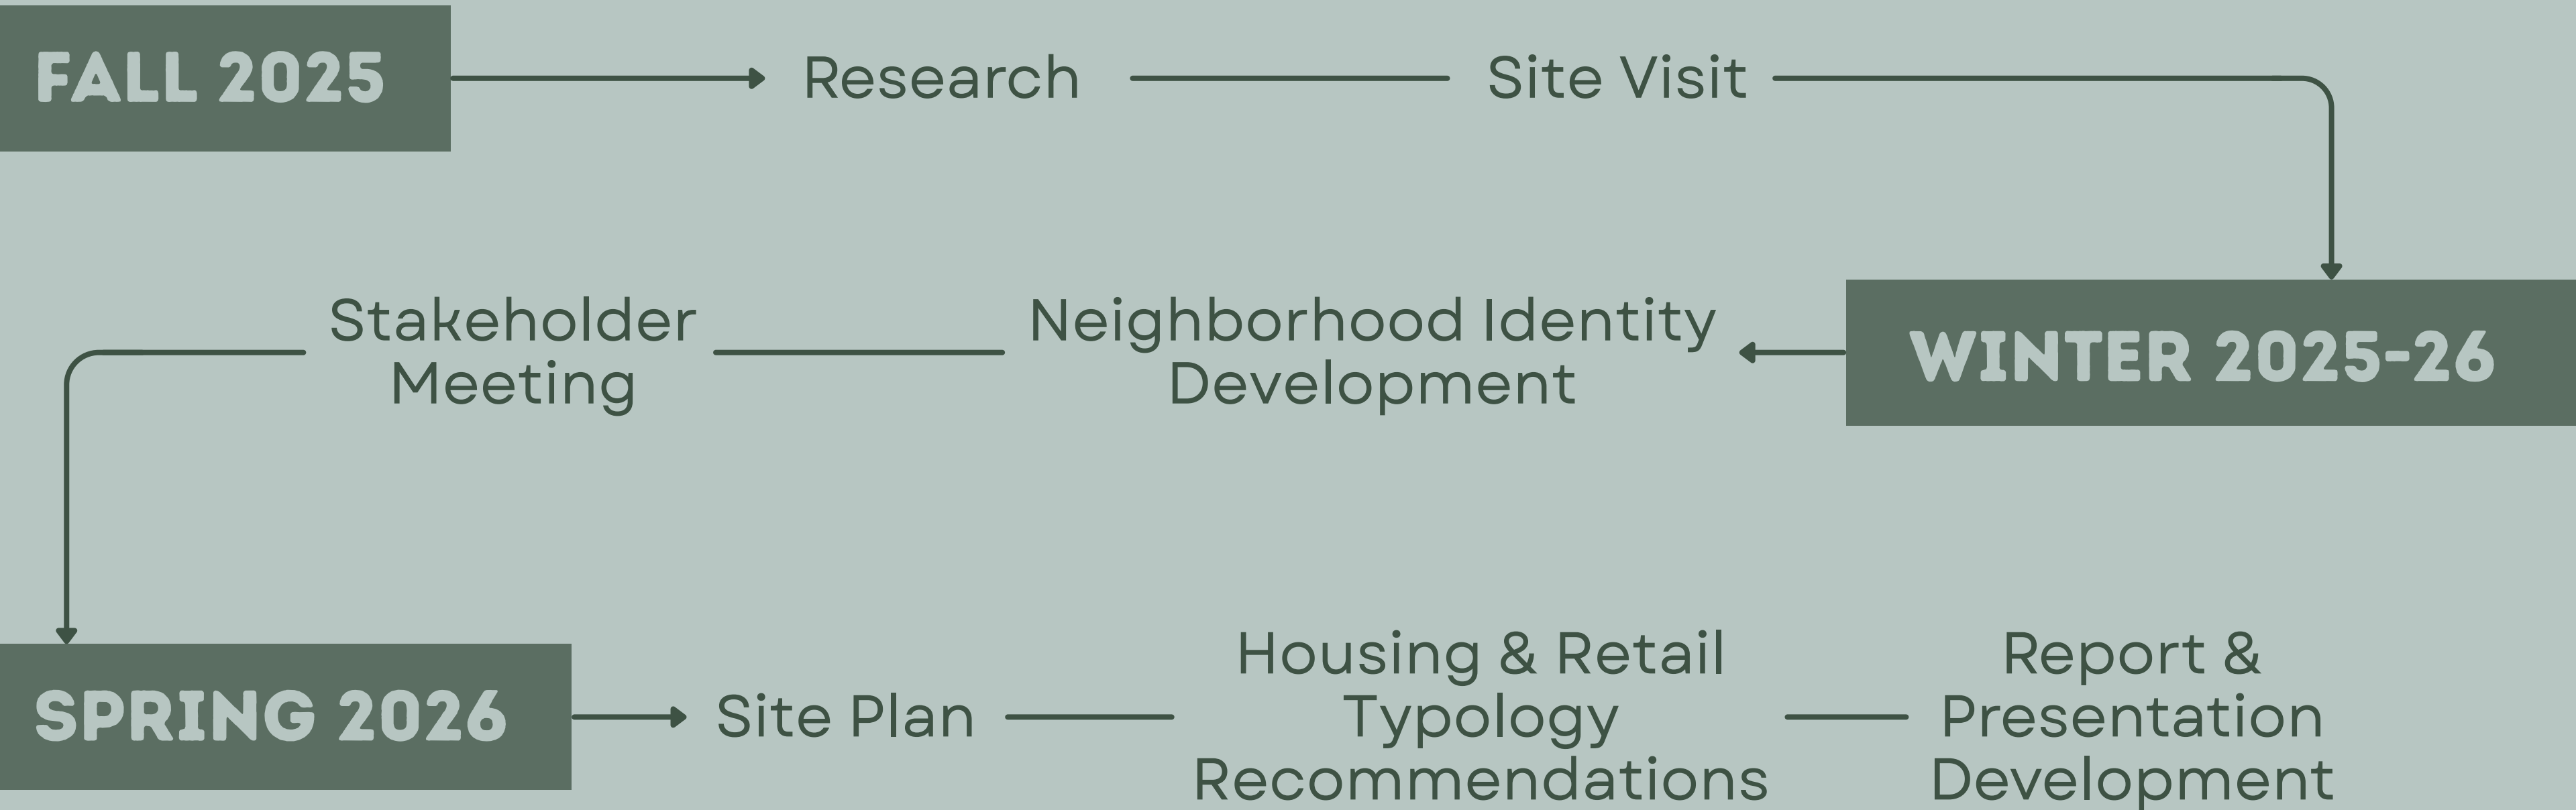 FALL 2025
Research
Site Visit
WINTER 2025-26
Neighborhood Identity
Development
Stakeholder
Meeting
SPRING 2026
Site Plan
Housing & Retail
Typology
Recommendations
Report &
Presentation
Development